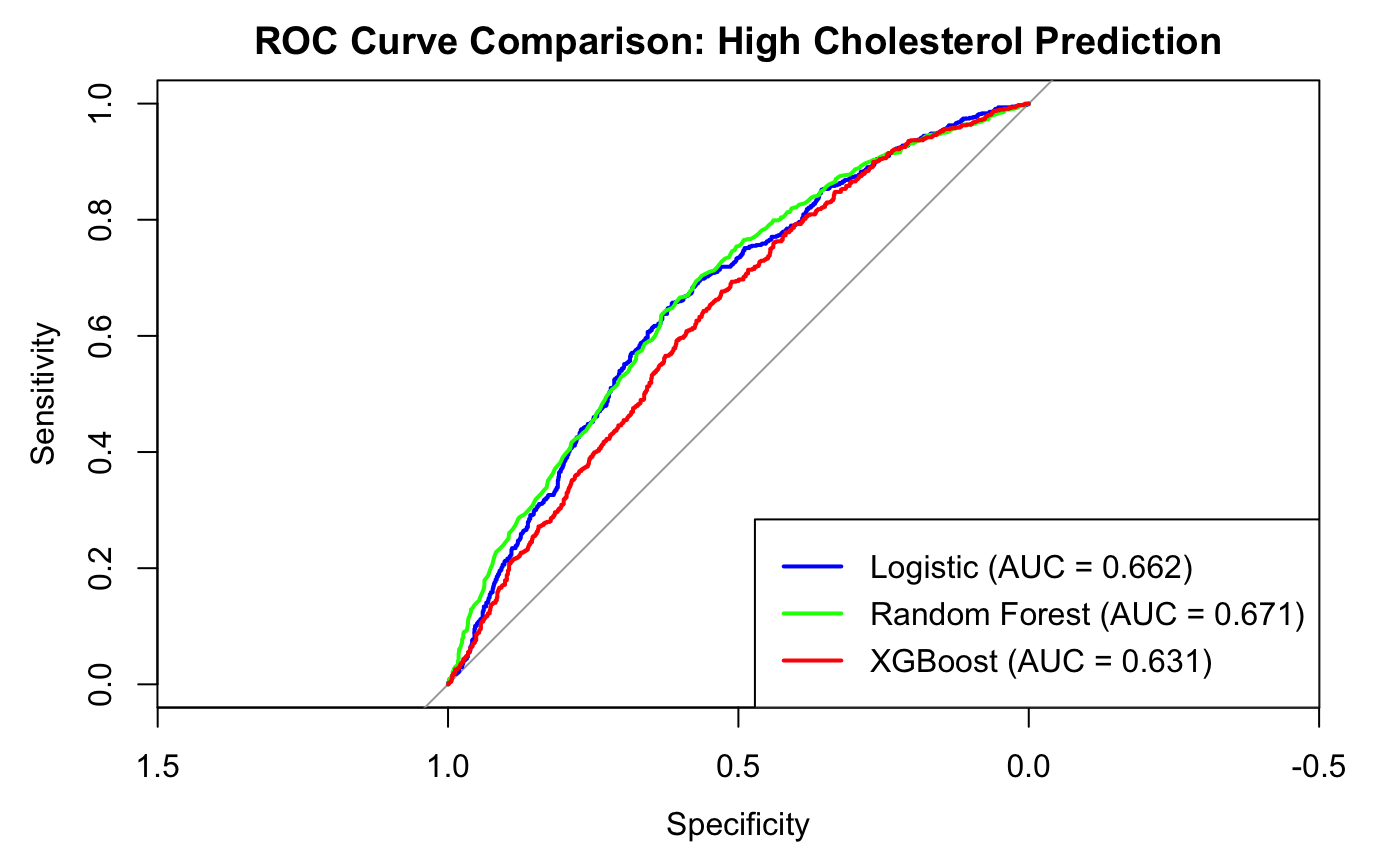 ROC Curve Comparison: High Cholesterol Prediction
Sensitivity
1.0
0.8
0.6
0.4
0.2
0.0
Logistic (AUC = 0.662)
Random Forest (AUC = 0.671)
XGBoost (AUC = 0.631)
1.5 1.0 0.5 0.0 -0.5
Specificity